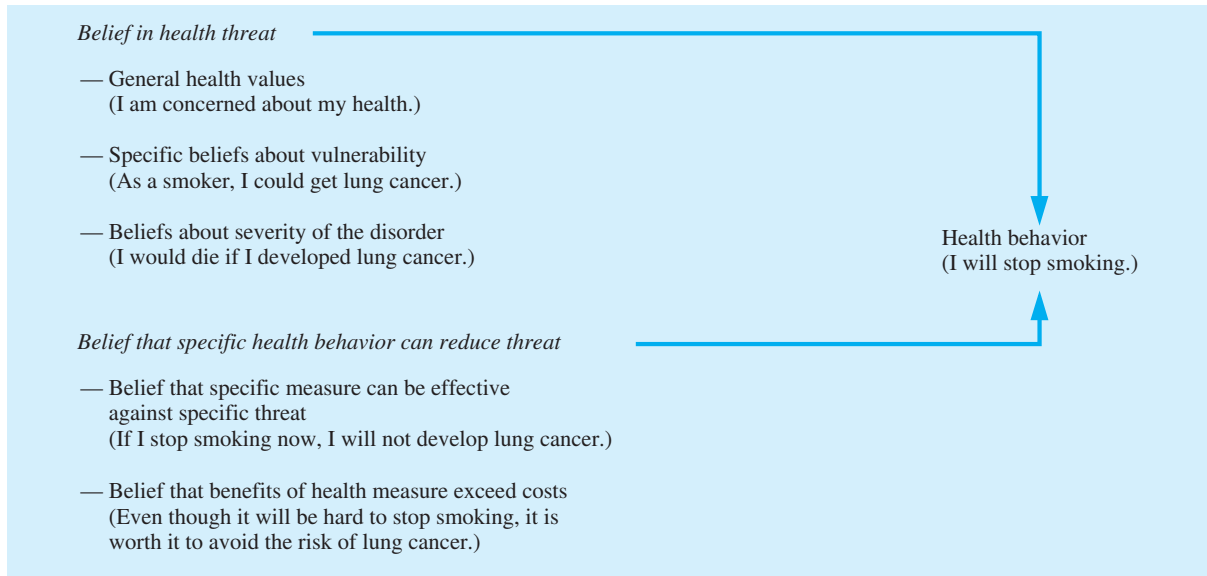 Belief in health threat
— General health values
(I am concerned about my health.)
— Specific beliefs about vulnerability
(As a smoker, I could get lung cancer.)
— Beliefs about severity of the disorder
(I would die if I developed lung cancer.)
Health behavior
(I will stop smoking.)
Belief that specific health behavior can reduce threat
— Belief that specific measure can be effective
against specific threat
(If I stop smoking now, I will not develop lung cancer.)
— Belief that benefits of health measure exceed costs
(Even though it will be hard to stop smoking, it is
worth it to avoid the risk of lung cancer.)